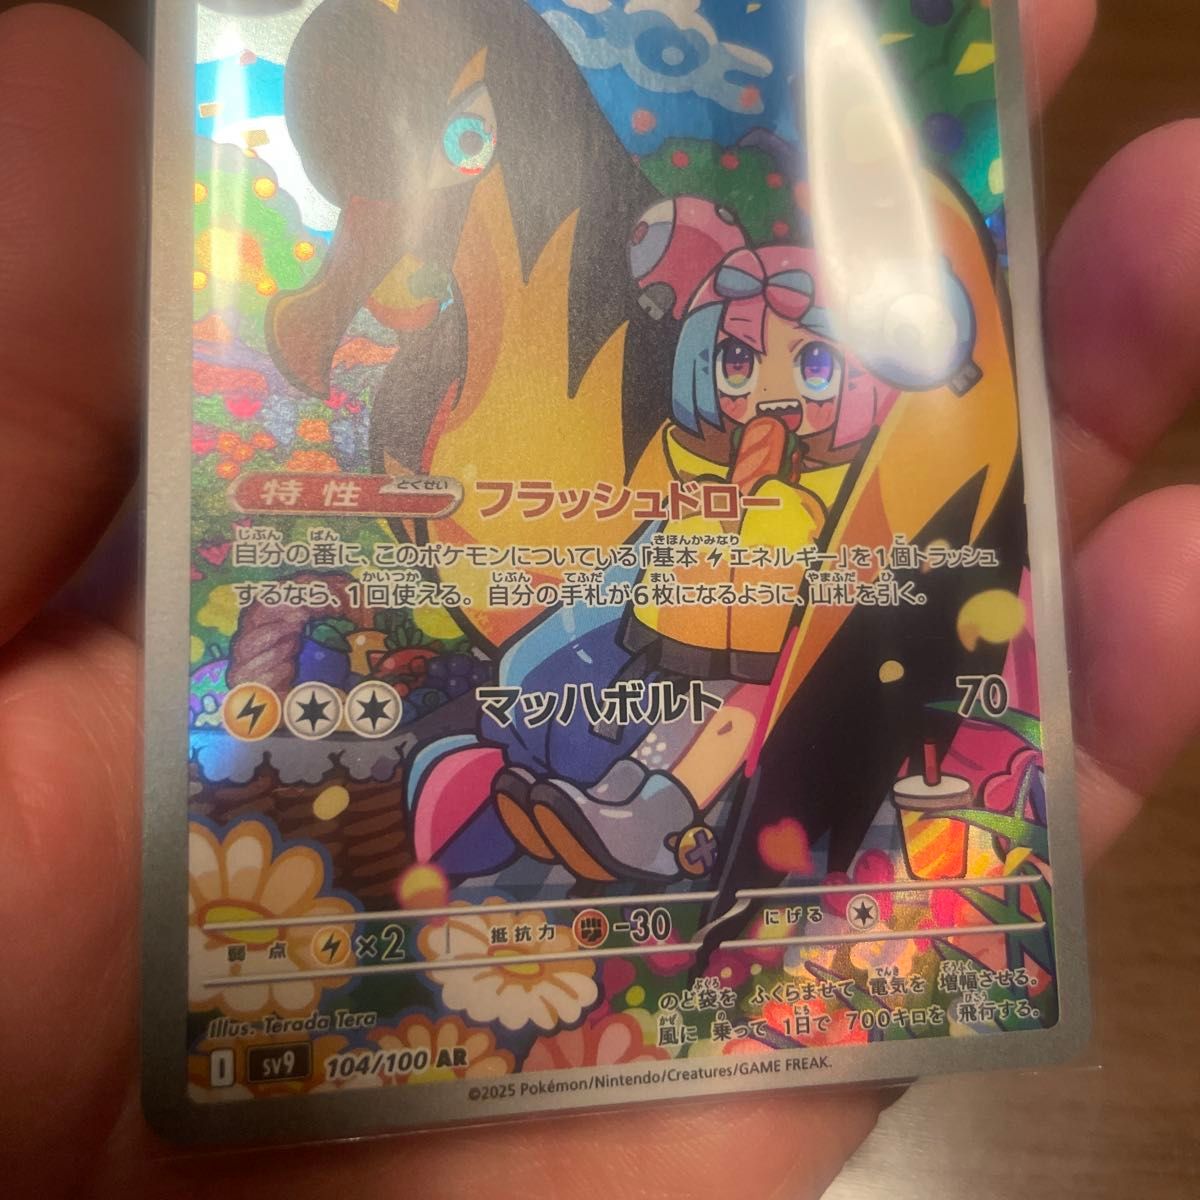 特性 とくせい フラッシュドロー
じぶん ばん きほんかみなり こ
自分の番に、このポケモンについている「基本エネルギー」を1個トラッシュ
かいつか じぶん てふだ まい やまふだ ひ
するなら、1回使える。自分の手札が6枚になるように、山札を引く。
マッハボルト 70
弱点 ×2 抵抗力 -30 にげる
ぶくろ でんき ぞうふく
のど袋を ふくらませて 電気を 増幅させる。
かぜ の にち ひこう
風に 乗って 1日で 700キロを 飛行する。
Illus. Terada Tera
I sv9 104/100 AR
©2025 Pokémon/Nintendo/Creatures/GAME FREAK.